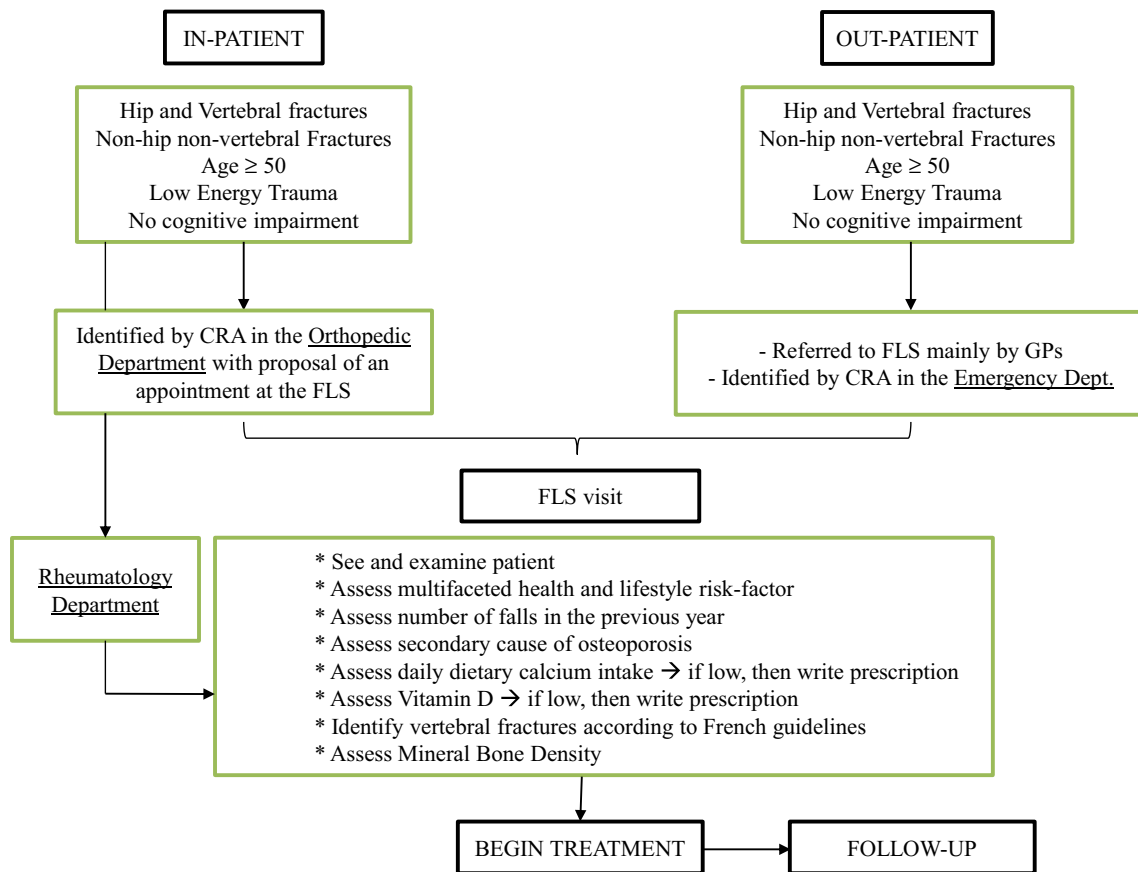 IN-PATIENT
OUT-PATIENT
Hip and Vertebral fractures
Non-hip non-vertebral Fractures
Age ≥ 50
Low Energy Trauma
No cognitive impairment
Hip and Vertebral fractures
Non-hip non-vertebral Fractures
Age ≥ 50
Low Energy Trauma
No cognitive impairment
Identified by CRA in the Orthopedic
Department with proposal of an
appointment at the FLS
- Referred to FLS mainly by GPs
- Identified by CRA in the Emergency Dept.
FLS visit
Rheumatology
Department
* See and examine patient
* Assess multifaceted health and lifestyle risk-factor
* Assess number of falls in the previous year
* Assess secondary cause of osteoporosis
* Assess daily dietary calcium intake → if low, then write prescription
* Assess Vitamin D → if low, then write prescription
* Identify vertebral fractures according to French guidelines
* Assess Mineral Bone Density
BEGIN TREATMENT
FOLLOW-UP